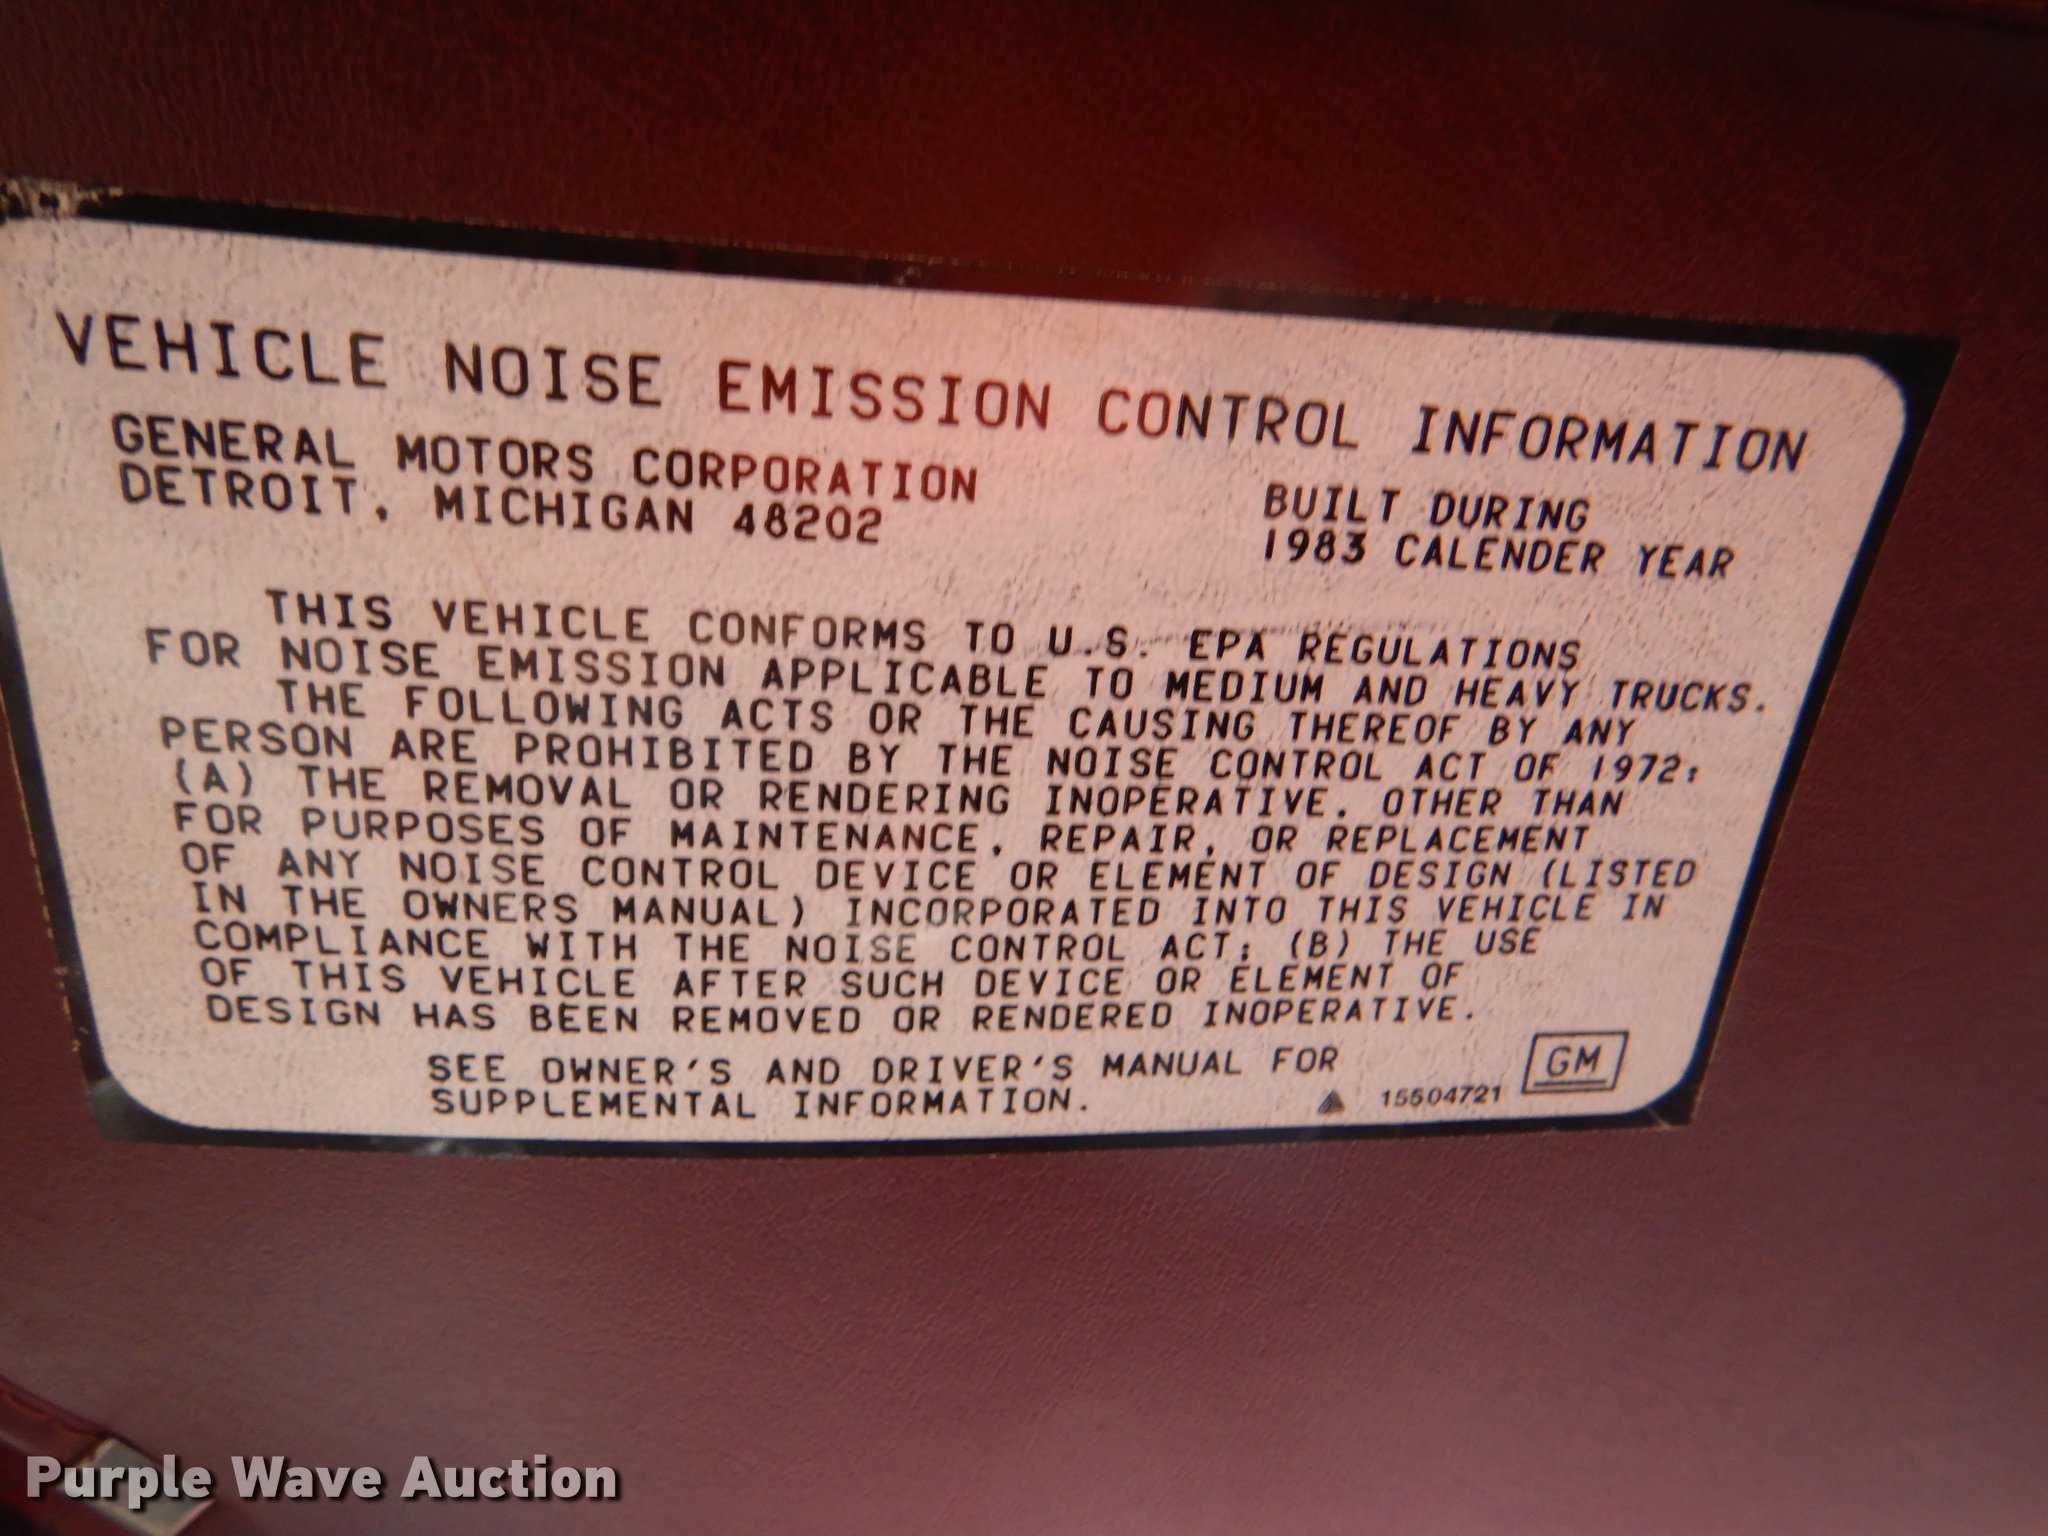 VEHICLE NOISE EMISSION CONTROL INFORMATION
GENERAL MOTORS CORPORATION
DETROIT, MICHIGAN 48202
BUILT DURING
1983 CALENDER YEAR
THIS VEHICLE CONFORMS TO U.S. EPA REGULATIONS
FOR NOISE EMISSION APPLICABLE TO MEDIUM AND HEAVY TRUCKS.
THE FOLLOWING ACTS OR THE CAUSING THEREOF BY ANY
PERSON ARE PROHIBITED BY THE NOISE CONTROL ACT OF 1972:
(A) THE REMOVAL OR RENDERING INOPERATIVE, OTHER THAN
FOR PURPOSES OF MAINTENANCE, REPAIR, OR REPLACEMENT
OF ANY NOISE CONTROL DEVICE OR ELEMENT OF DESIGN (LISTED
IN THE OWNERS MANUAL) INCORPORATED INTO THIS VEHICLE IN
COMPLIANCE WITH THE NOISE CONTROL ACT; (B) THE USE
OF THIS VEHICLE AFTER SUCH DEVICE OR ELEMENT OF
DESIGN HAS BEEN REMOVED OR RENDERED INOPERATIVE.
SEE OWNER'S AND DRIVER'S MANUAL FOR
SUPPLEMENTAL INFORMATION.
15504721
GM
Purple Wave Auction